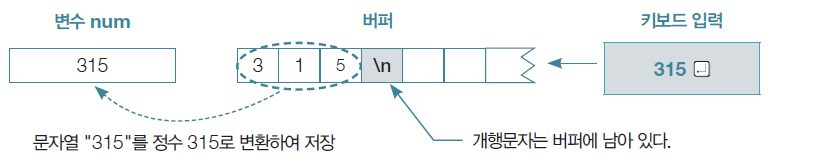 변수 num
버퍼
키보드 입력
315
3 1 5 \n
315
문자열 "315"를 정수 315로 변환하여 저장
개행문자는 버퍼에 남아 있다.